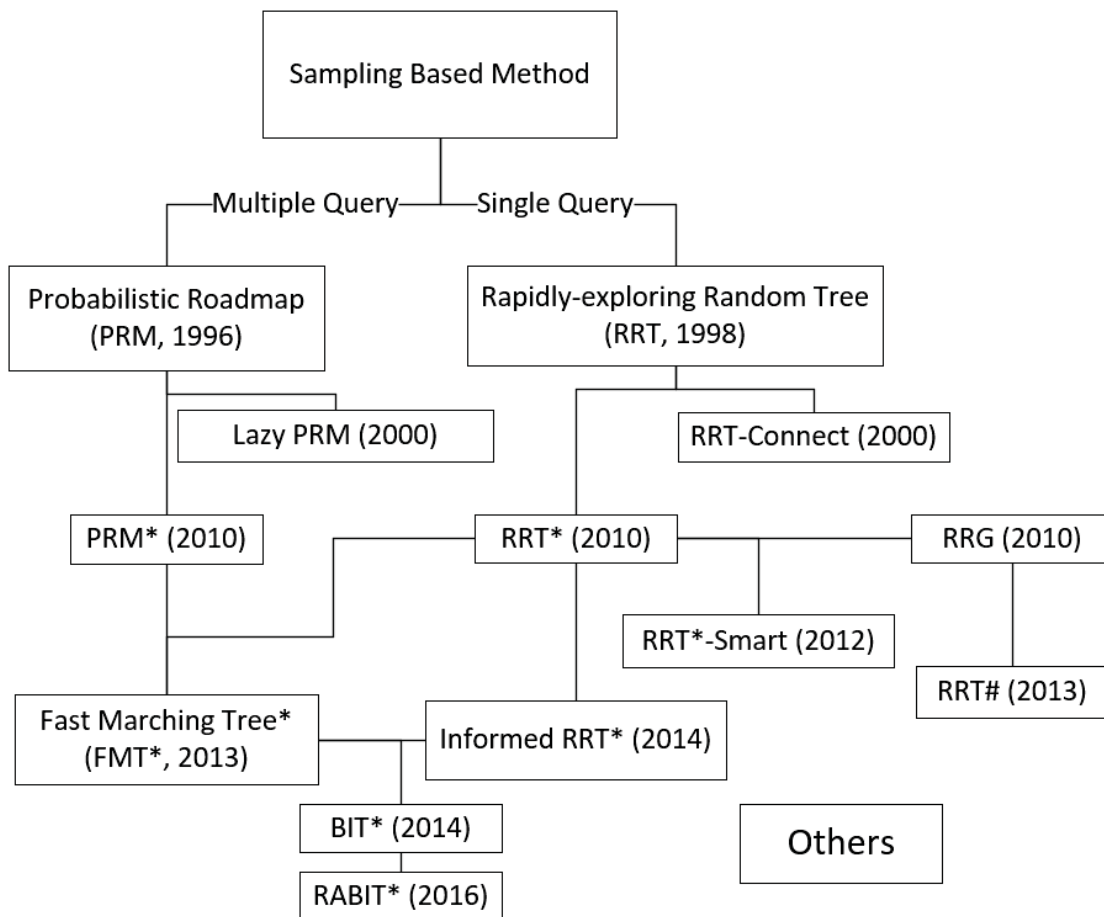 Sampling Based Method
Multiple Query
Single Query
Probabilistic Roadmap
(PRM, 1996)
Rapidly-exploring Random Tree
(RRT, 1998)
Lazy PRM (2000)
RRT-Connect (2000)
PRM* (2010)
RRT* (2010)
RRG (2010)
RRT*-Smart (2012)
RRT# (2013)
Fast Marching Tree*
(FMT*, 2013)
Informed RRT* (2014)
BIT* (2014)
Others
RABIT* (2016)